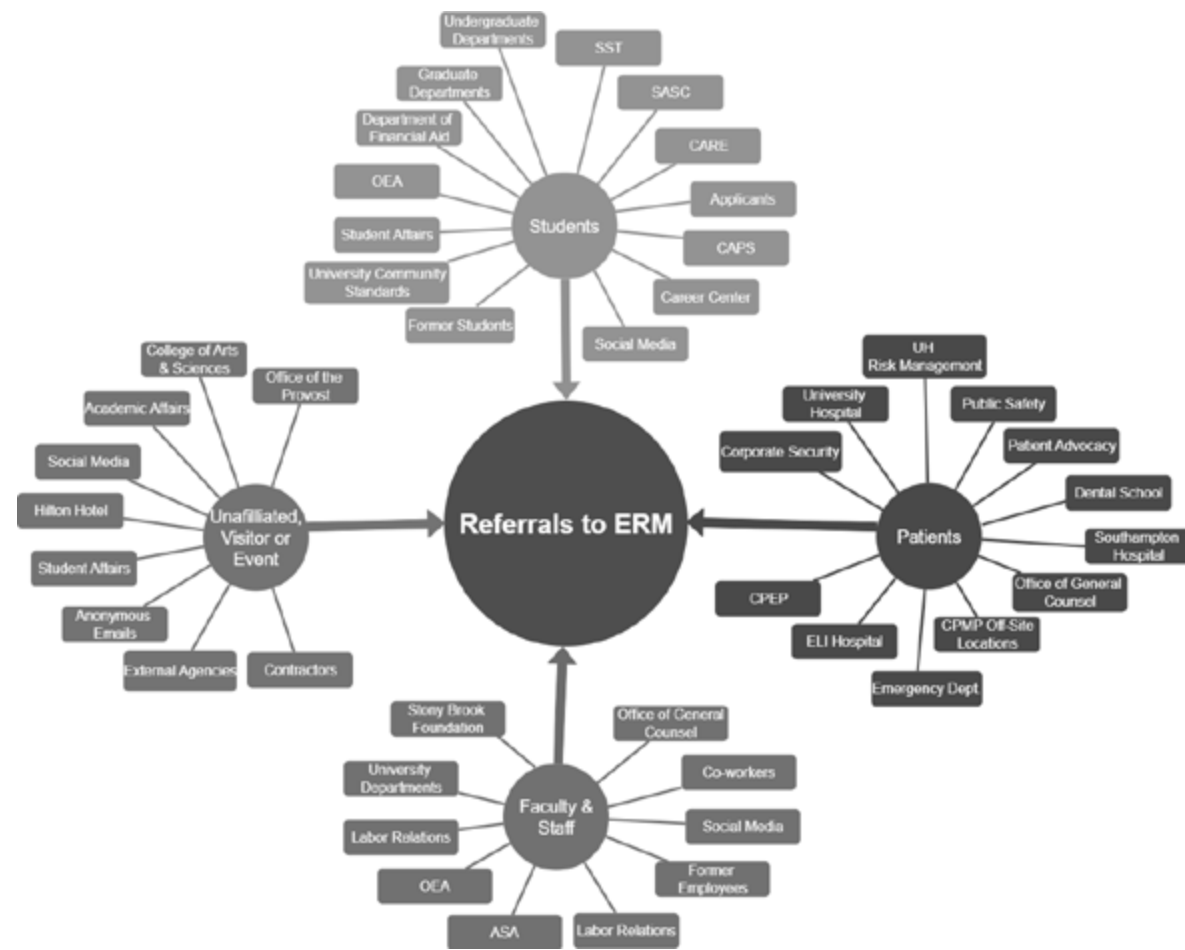 Undergraduate
Departments
SST
Graduate
Departments
SASC
Department of
Financial Aid
CARE
OEA
Applicants
Students
Student Affairs
CAPS
University Community
Standards
Career Center
Former Students
Social Media
College of Arts
& Sciences
Office of the
Provost
Academic Affairs
Social Media
Hilton Hotel
Unafilliated,
Visitor or
Event
Student Affairs
Anonymous
Emails
External Agencies
Contractors
Referrals to ERM
UH
Risk Management
University
Hospital
Public Safety
Corporate Security
Patient Advocacy
Dental School
Patients
Southampton
Hospital
CPEP
Office of General
Counsel
ELI Hospital
CPMP Off-Site
Locations
Emergency Dept.
Stony Brook
Foundation
Office of General
Counsel
University
Departments
Co-workers
Faculty &
Staff
Labor Relations
Social Media
OEA
Former
Employees
ASA
Labor Relations